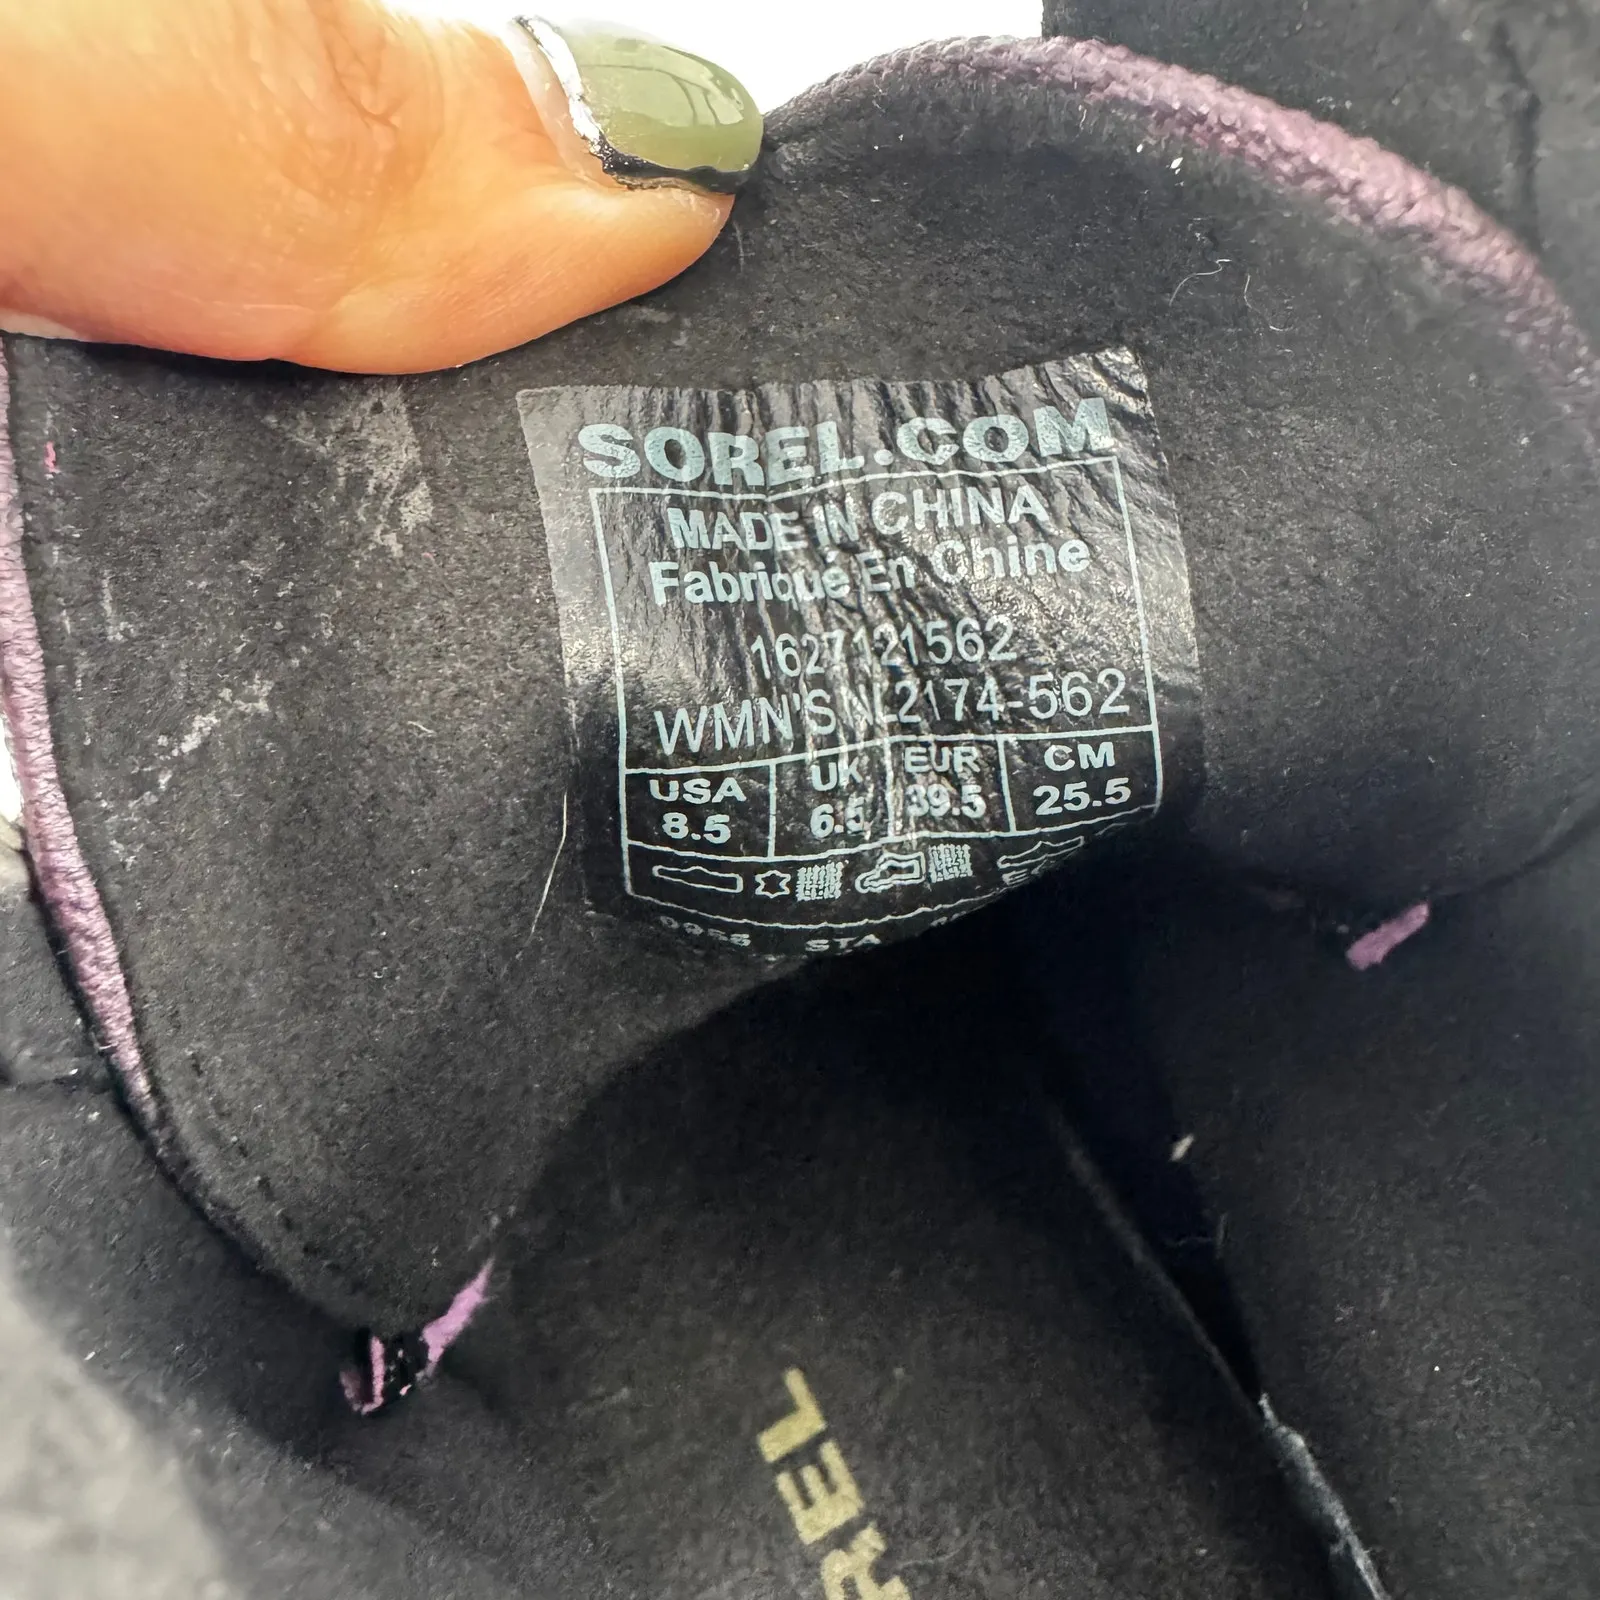 SOREL.COM
MADE IN CHINA
Fabriqué En Chine
1627121562
WMN'S NL2174-562
USA UK EUR CM
8.5 6.5 39.5 25.5
STA
REL